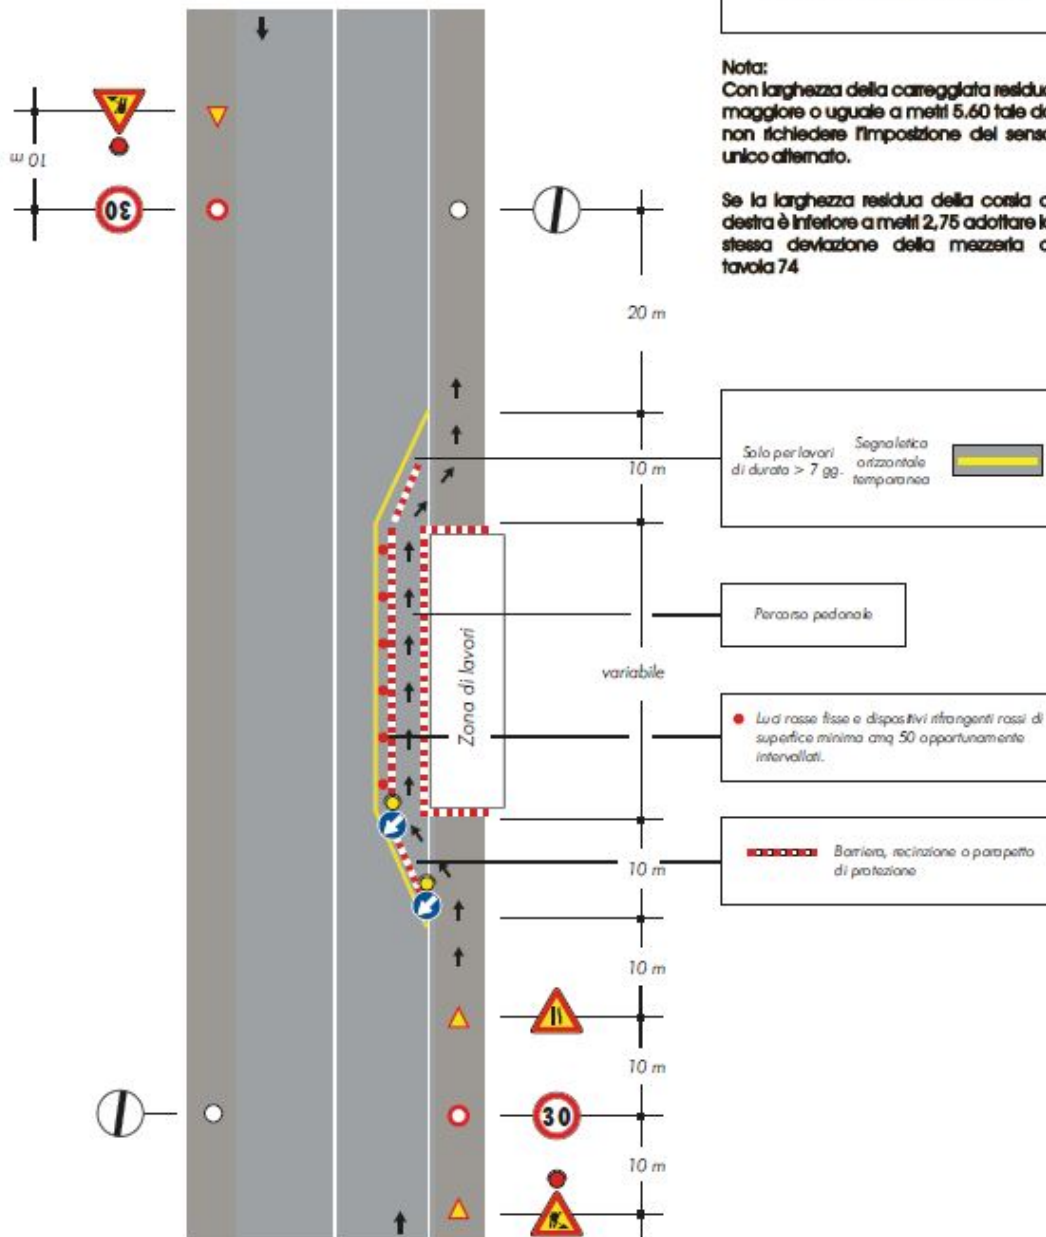 Nota:
Con larghezza della carreggiata residua
maggiore o uguale a metri 5.60 tale da
non richiedere l'imposizione del senso
unico alternato.
Se la larghezza residua della corsia di
destra è inferiore a metri 2,75 adottare la
stessa deviazione della mezzeria di
tavola 74
10 m
30
20 m
10 m
Solo per lavori
di durata > 7 gg.
Segnaletica
orizzontale
temporanea
Percorso pedonale
Zona di lavori
variabile
Luci rosse fisse e dispositivi rifrangenti rossi di
superfice minima cmq 50 opportunamente
intervallati.
Barriera, recinzione o parapetto
di protezione
10 m
10 m
10 m
30
10 m